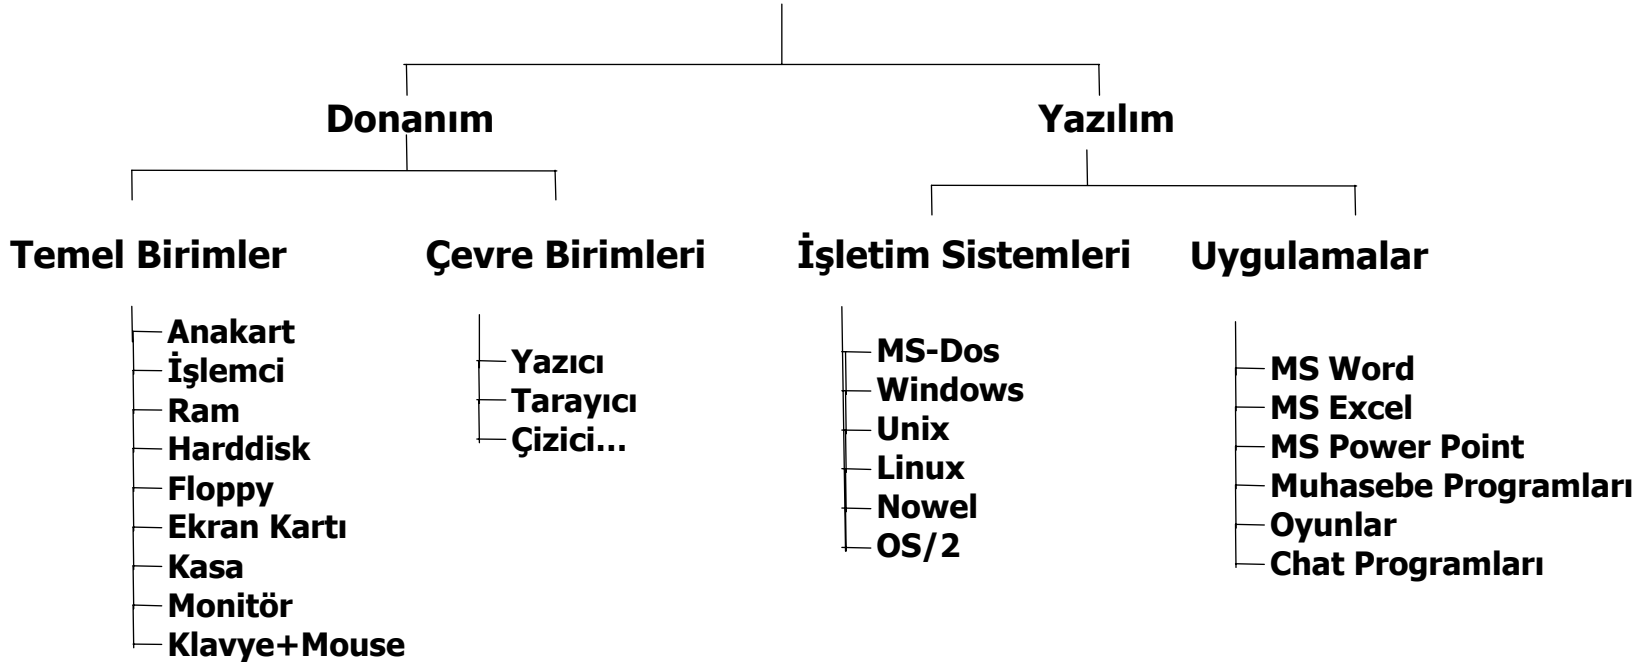 Donanım
Yazılım
Temel Birimler
Çevre Birimleri
İşletim Sistemleri
Uygulamalar
Anakart
İşlemci
Ram
Harddisk
Floppy
Ekran Kartı
Kasa
Monitör
Klavye+Mouse
Yazıcı
Tarayıcı
Çizici...
MS-Dos
Windows
Unix
Linux
Nowel
OS/2
MS Word
MS Excel
MS Power Point
Muhasebe Programları
Oyunlar
Chat Programları